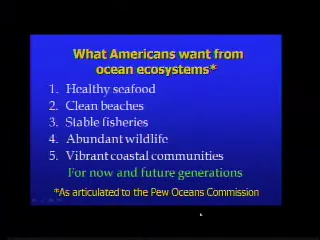 What Americans want from
ocean ecosystems*
1. Healthy seafood
2. Clean beaches
3. Stable fisheries
4. Abundant wildlife
5. Vibrant coastal communities
For now and future generations
*As articulated to the Pew Oceans Commission